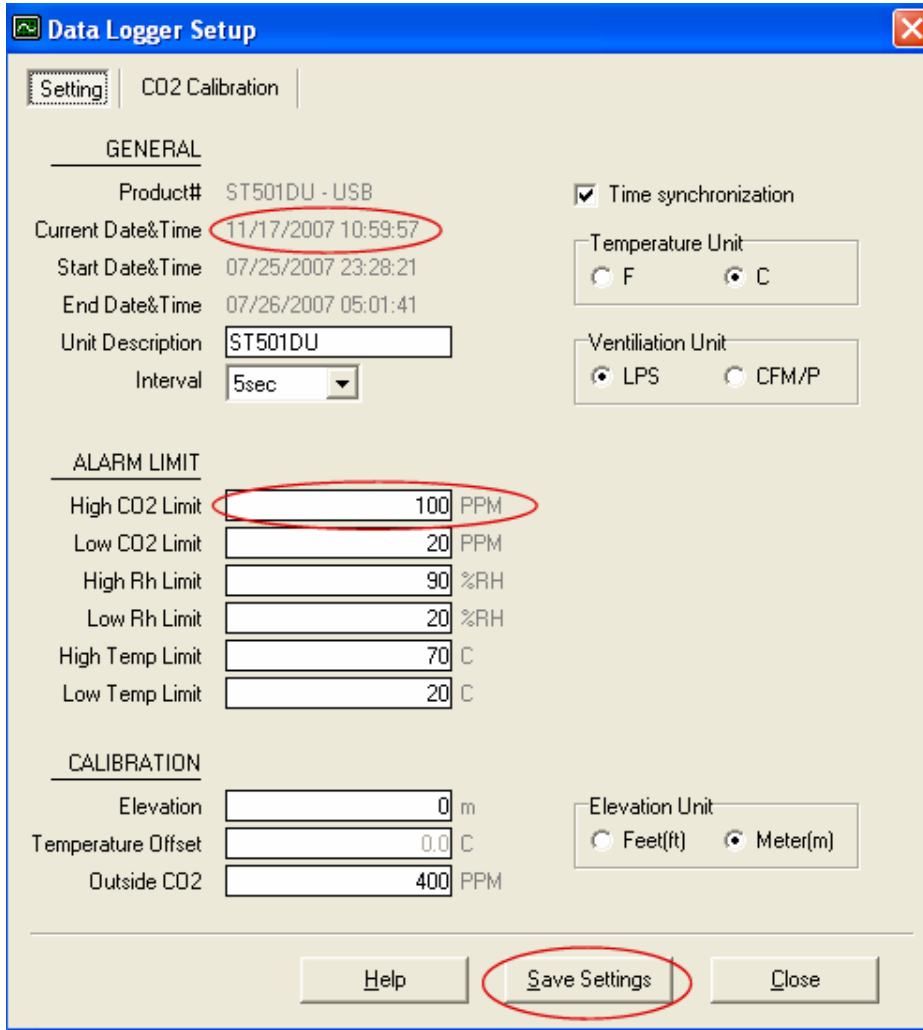 Data Logger Setup
Setting CO2 Calibration
GENERAL
Product# ST501DU - USB
Time synchronization
Current Date&Time 11/17/2007 10:59:57
Start Date&Time 07/25/2007 23:28:21
End Date&Time 07/26/2007 05:01:41
Unit Description ST501DU
Interval 5sec
Temperature Unit
F C
Ventiliation Unit
LPS CFM/P
ALARM LIMIT
High CO2 Limit 100 PPM
Low CO2 Limit 20 PPM
High Rh Limit 90 %RH
Low Rh Limit 20 %RH
High Temp Limit 70 C
Low Temp Limit 20 C
CALIBRATION
Elevation 0 m
Temperature Offset 0.0 C
Outside CO2 400 PPM
Elevation Unit
Feet(ft) Meter(m)
Help Save Settings Close